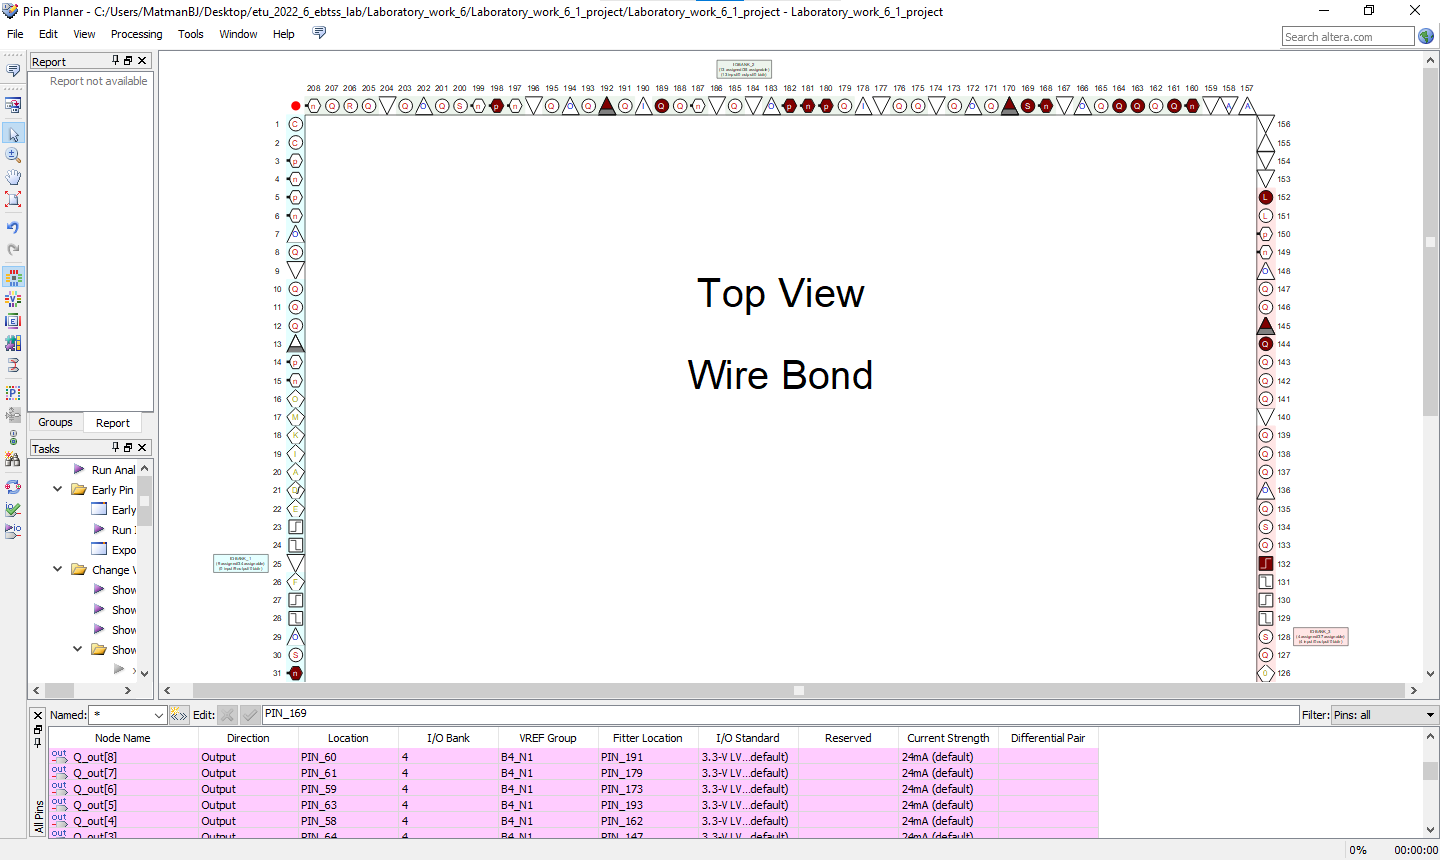 Pin Planner - C:/Users/MatmanBJ/Desktop/etu_2022_6_ebtss_lab/Laboratory_work_6/Laboratory_work_6_1_project/Laboratory_work_6_1_project - Laboratory_work_6_1_project
File Edit View Processing Tools Window Help
Search altera.com
Report
Report not available
Groups Report
Tasks
Run Anal
Early Pin
Early
Run I
Expo
Change V
Show
Show
Show
Show
208 207 206 205 204 203 202 201 200 199 198 197 196 195 194 193 192 191 190 189 188 187 186 185 184 183 182 181 180 179 178 177 176 175 174 173 172 171 170 169 168 167 166 165 164 163 162 161 160 159 158 157
1
2
3
4
5
6
7
8
9
10
11
12
13
14
15
16
17
18
19
20
21
22
23
24
25
26
27
28
29
30
31
Top View
Wire Bond
156
155
154
153
152
151
150
149
148
147
146
145
144
143
142
141
140
139
138
137
136
135
134
133
132
131
130
129
128
127
126
Named: * Edit: PIN_169 Filter: Pins: all
All Pins
Node Name Direction Location I/O Bank VREF Group Fitter Location I/O Standard Reserved Current Strength Differential Pair
out Q_out[8] Output PIN_60 4 B4_N1 PIN_191 3.3-V LV...default) 24mA (default)
out Q_out[7] Output PIN_61 4 B4_N1 PIN_179 3.3-V LV...default) 24mA (default)
out Q_out[6] Output PIN_59 4 B4_N1 PIN_173 3.3-V LV...default) 24mA (default)
out Q_out[5] Output PIN_63 4 B4_N1 PIN_193 3.3-V LV...default) 24mA (default)
out Q_out[4] Output PIN_58 4 B4_N1 PIN_162 3.3-V LV...default) 24mA (default)
out Q_out[3] Output PIN_64 4 B4_N1 PIN_147 3.3-V LV...default) 24mA (default)
0% 00:00:00